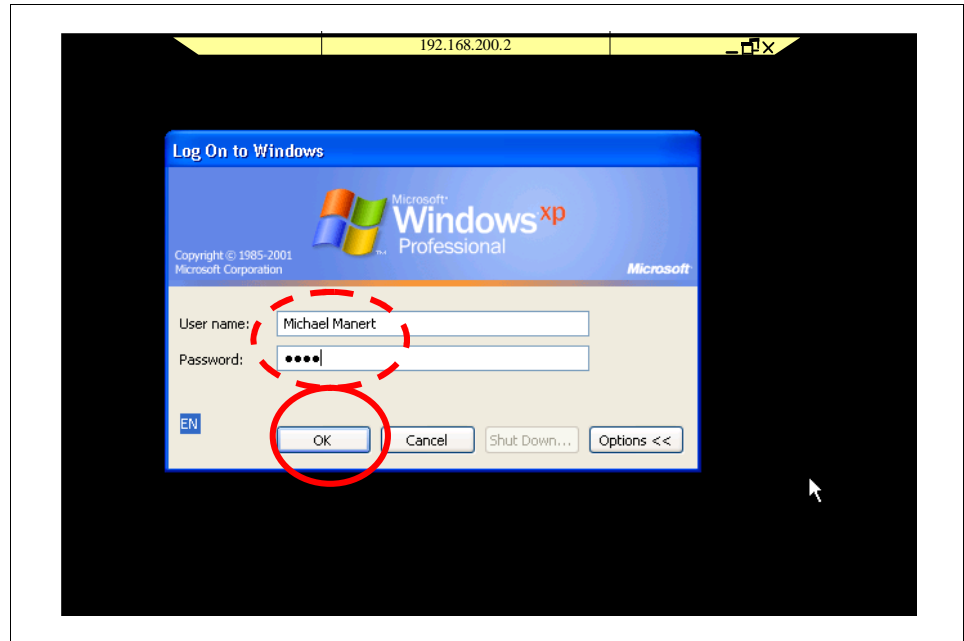 192.168.200.2
Log On to Windows
Microsoft®
Windows xp
Professional
Copyright © 1985-2001
Microsoft Corporation
Microsoft
User name: Michael Manert
Password: ●●●●
EN
OK Cancel Shut Down... Options <<